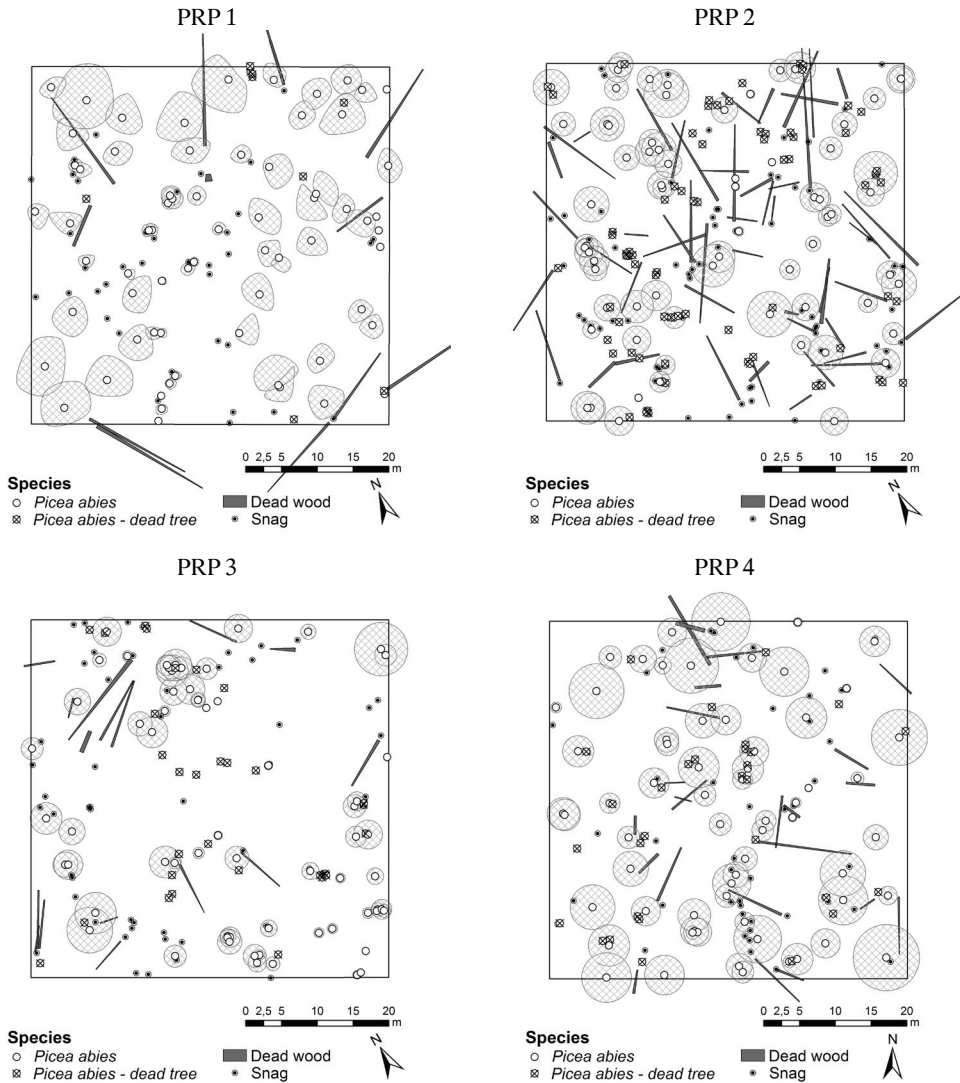 PRP 1
PRP 2
0 2,5 5 10 15 20
m
N
Species
Picea abies
Dead wood
Picea abies - dead tree
Snag
0 2,5 5 10 15 20
m
N
Species
Picea abies
Dead wood
Picea abies - dead tree
Snag
PRP 3
PRP 4
0 2,5 5 10 15 20
m
N
Species
Picea abies
Dead wood
Picea abies - dead tree
Snag
0 2,5 5 10 15 20
m
N
Species
Picea abies
Dead wood
Picea abies - dead tree
Snag